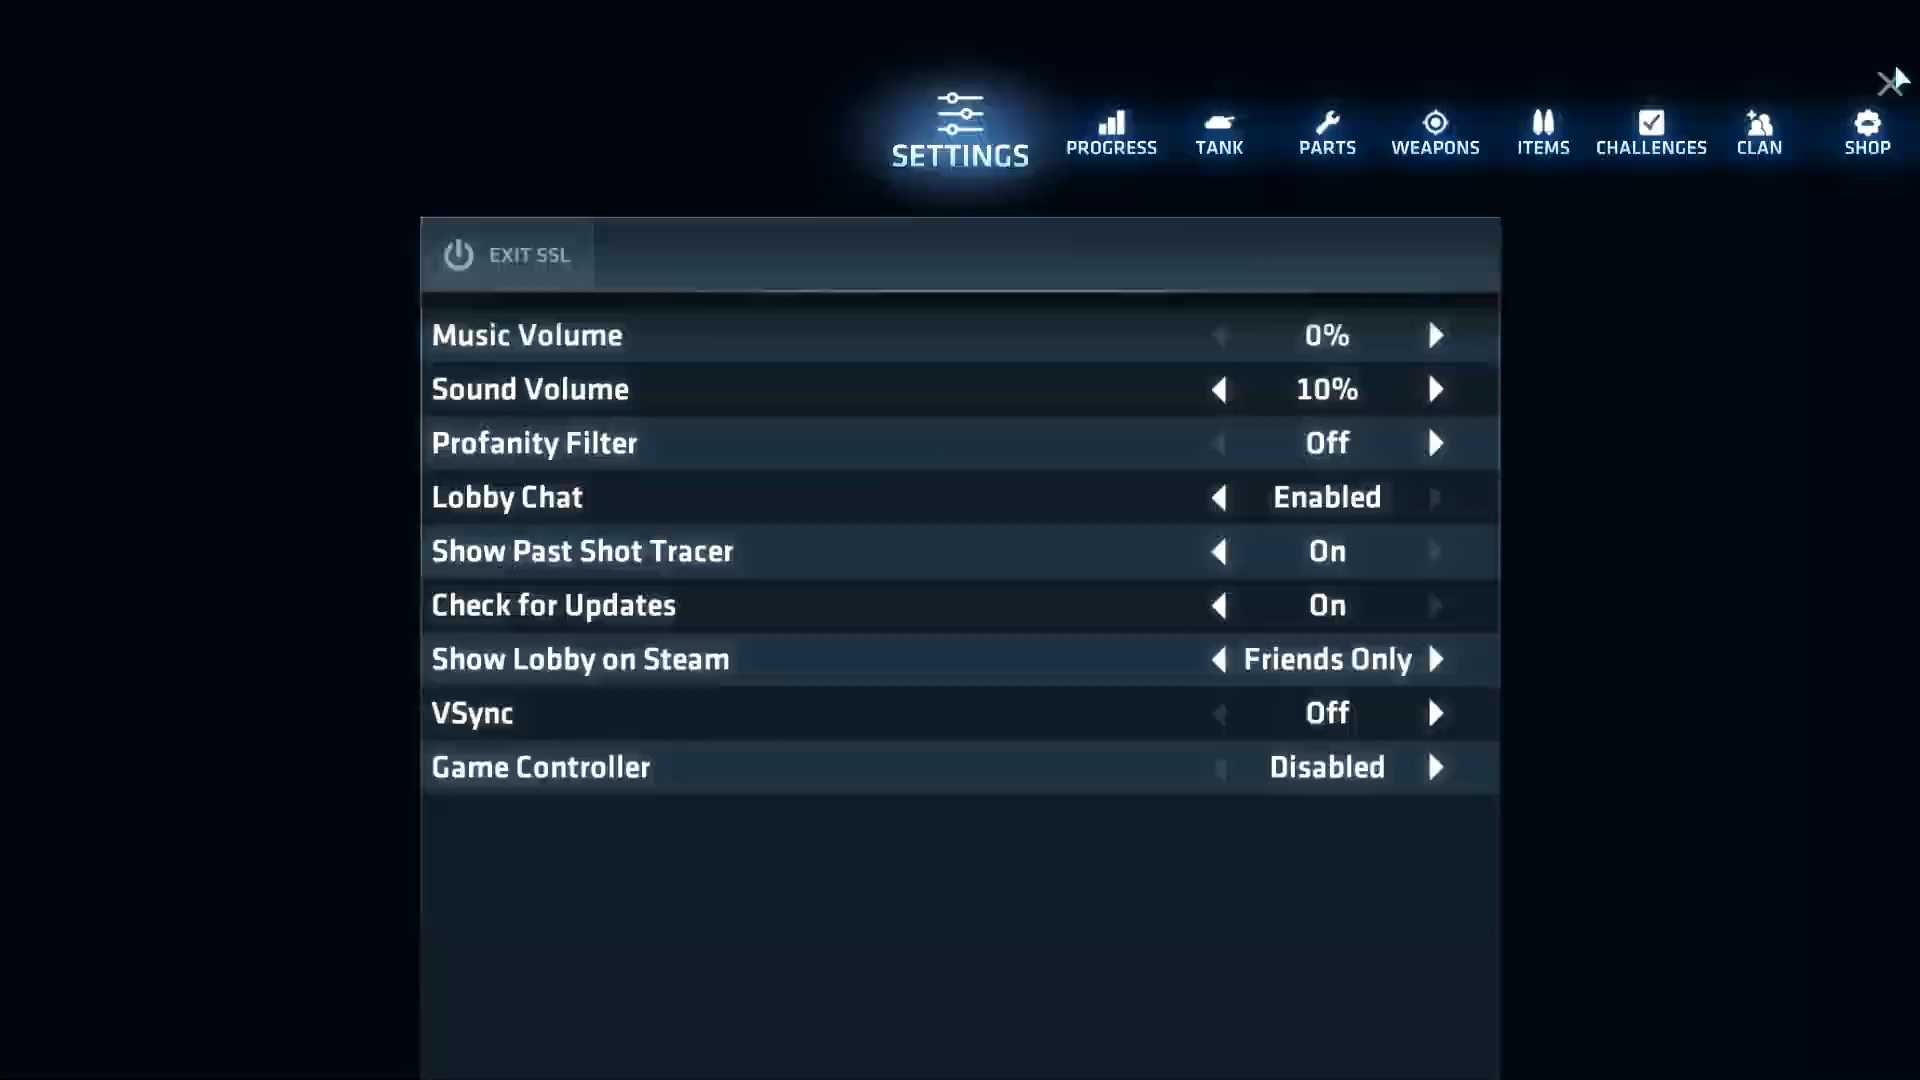 SETTINGS PROGRESS TANK PARTS WEAPONS ITEMS CHALLENGES CLAN SHOP
EXIT SSL
Music Volume 0%
Sound Volume 10%
Profanity Filter Off
Lobby Chat Enabled
Show Past Shot Tracer On
Check for Updates On
Show Lobby on Steam Friends Only
VSync Off
Game Controller Disabled